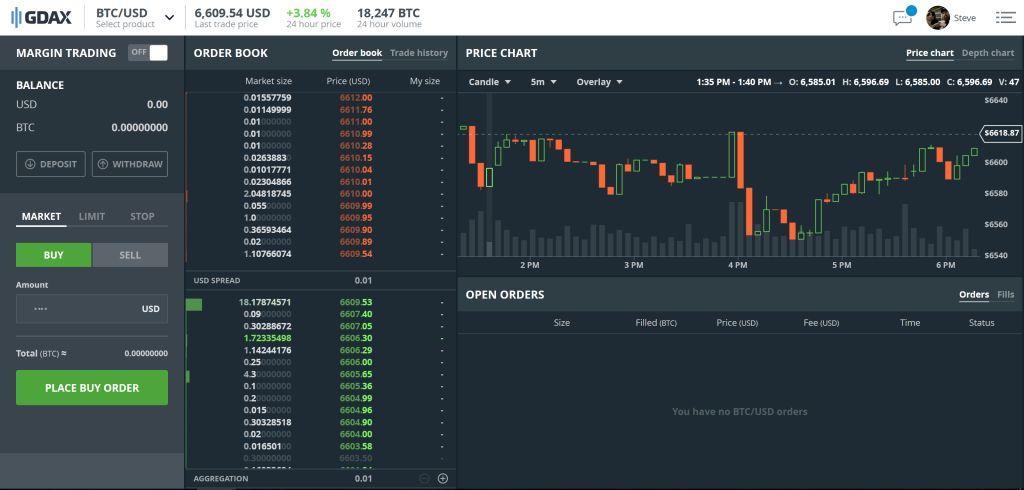 GDAX
BTC/USD
Select product
6,609.54 USD
Last trade price
+3.84 %
24 hour price
18,247 BTC
24 hour volume
Steve
MARGIN TRADING OFF
BALANCE
USD 0.00
BTC 0.00000000
DEPOSIT WITHDRAW
MARKET LIMIT STOP
BUY SELL
Amount
USD
Total (BTC) ≈ 0.00000000
PLACE BUY ORDER
ORDER BOOK Order book Trade history
Market size Price (USD) My size
0.01557759 6612.00 -
0.01149999 6611.76 -
0.01000000 6611.00 -
0.01000000 6610.99 -
0.01000000 6610.28 -
0.02638830 6610.15 -
0.01017771 6610.04 -
0.02304866 6610.01 -
2.04818745 6610.00 -
0.05500000 6609.99 -
1.00000000 6609.95 -
0.36593464 6609.90 -
0.02000000 6609.89 -
1.10766074 6609.54 -
USD SPREAD 0.01
18.17874571 6609.53 -
0.09000000 6607.40 -
0.30288672 6607.05 -
1.72335498 6606.30 -
1.14244176 6606.29 -
0.25000000 6606.00 -
4.30000000 6605.65 -
0.10000000 6605.36 -
0.20000000 6604.99 -
0.01500000 6604.96 -
0.30328518 6604.90 -
0.02000000 6604.00 -
0.01650100 6603.58 -
0.30000000 6603.50 -
AGGREGATION 0.01
PRICE CHART Price chart Depth chart
Candle 5m Overlay 1:35 PM - 1:40 PM → O: 6,585.01 H: 6,596.69 L: 6,585.00 C: 6,596.69 V: 47
$6640
$6618.87
$6600
$6580
$6560
$6540
2 PM 3 PM 4 PM 5 PM 6 PM
OPEN ORDERS Orders Fills
Size Filled (BTC) Price (USD) Fee (USD) Time Status
You have no BTC/USD orders